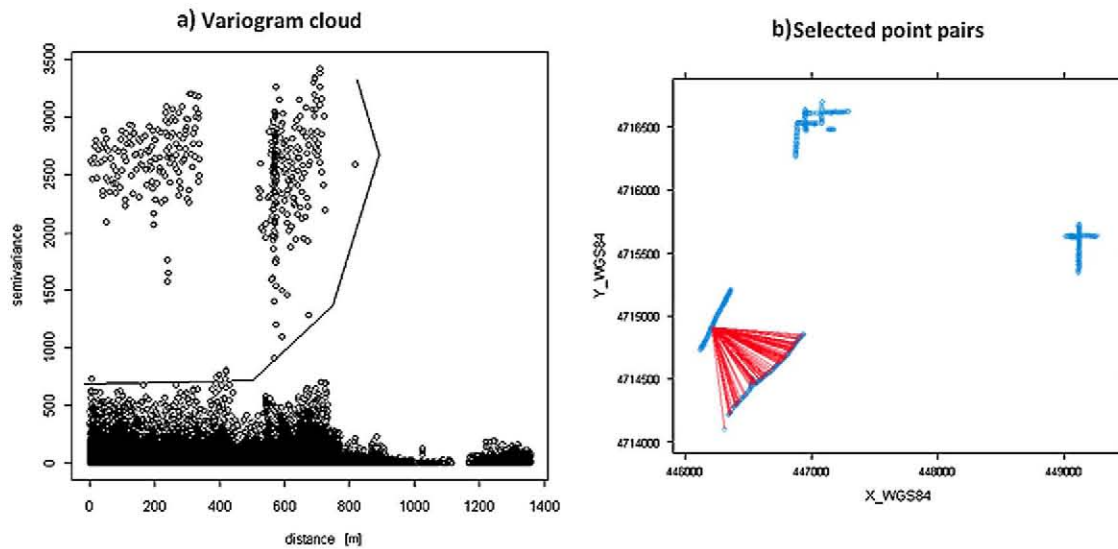 a) Variogram cloud
3500
3000
2500
2000
1500
1000
500
0
semivariance
0 200 400 600 800 1000 1200 1400
distance [m]
b)Selected point pairs
4716500
4716000
4715500
4715000
4714500
4714000
Y_WGS84
446000 447000 448000 449000
X_WGS84